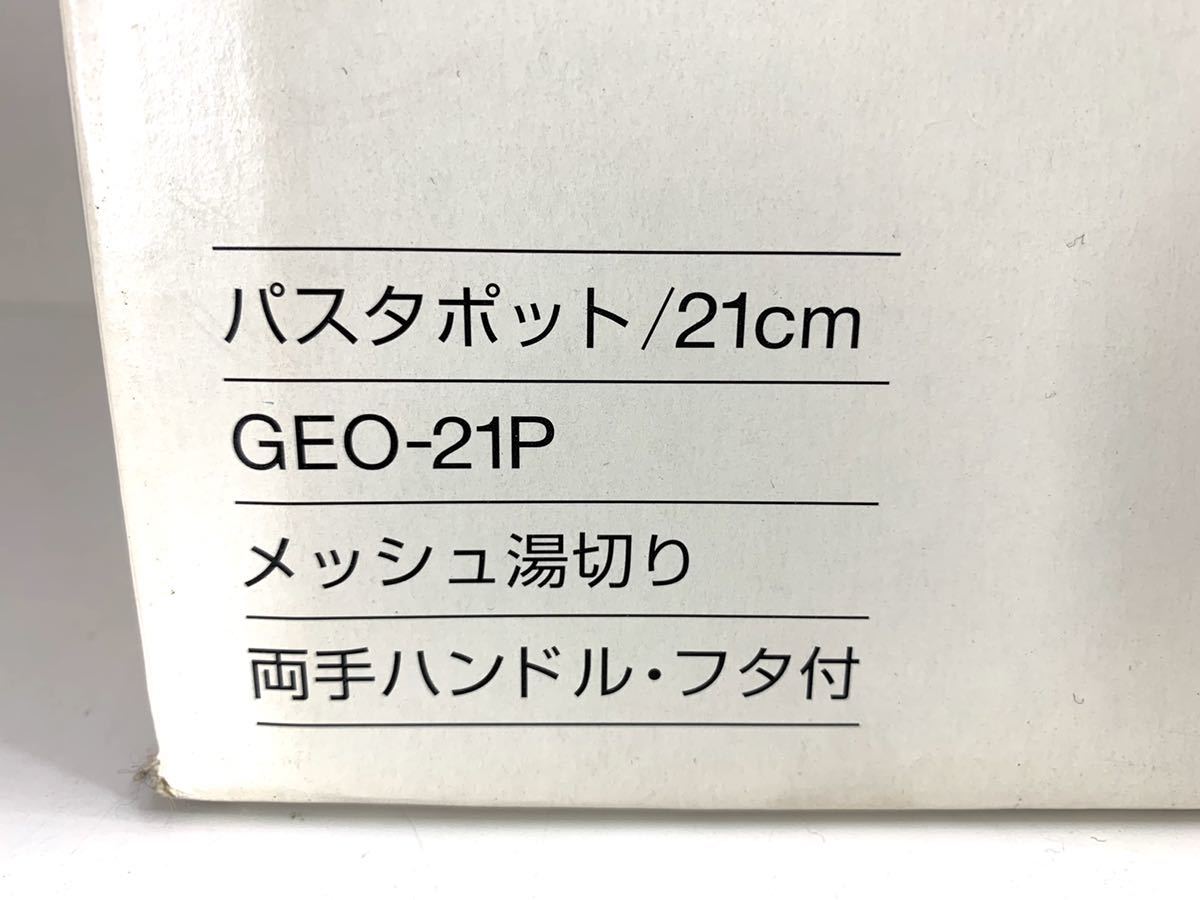 パスタポット/21cm
GEO-21P
メッシュ湯切り
両手ハンドル・フタ付